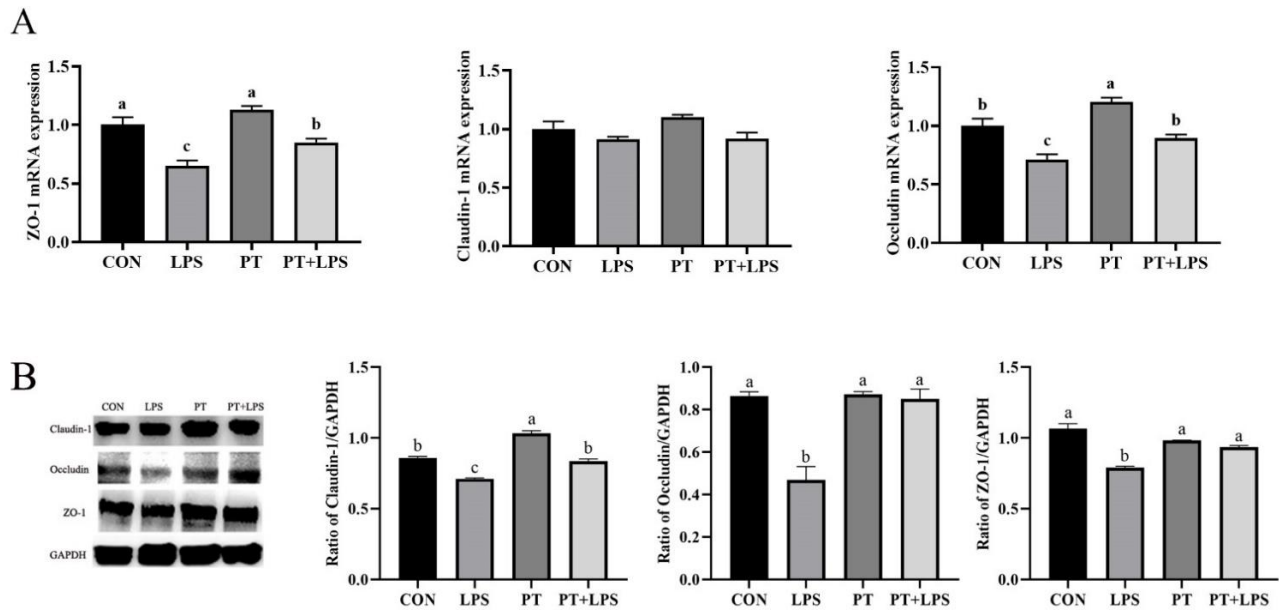 A
ZO-1 mRNA expression
1.5
1.0
0.5
0.0
a
c
a
b
CON LPS PT PT+LPS
Claudin-1 mRNA expression
1.5
1.0
0.5
0.0
CON LPS PT PT+LPS
Occludin mRNA expression
1.5
1.0
0.5
0.0
b
c
a
b
CON LPS PT PT+LPS
B
CON LPS PT PT+LPS
Claudin-1
Occludin
ZO-1
GAPDH
Ratio of Claudin-1/GAPDH
1.5
1.0
0.5
0.0
b
c
a
b
CON LPS PT PT+LPS
Ratio of Occludin/GAPDH
1.0
0.8
0.6
0.4
0.2
0.0
a
b
a
a
CON LPS PT PT+LPS
Ratio of ZO-1/GAPDH
1.5
1.0
0.5
0.0
a
b
a
a
CON LPS PT PT+LPS